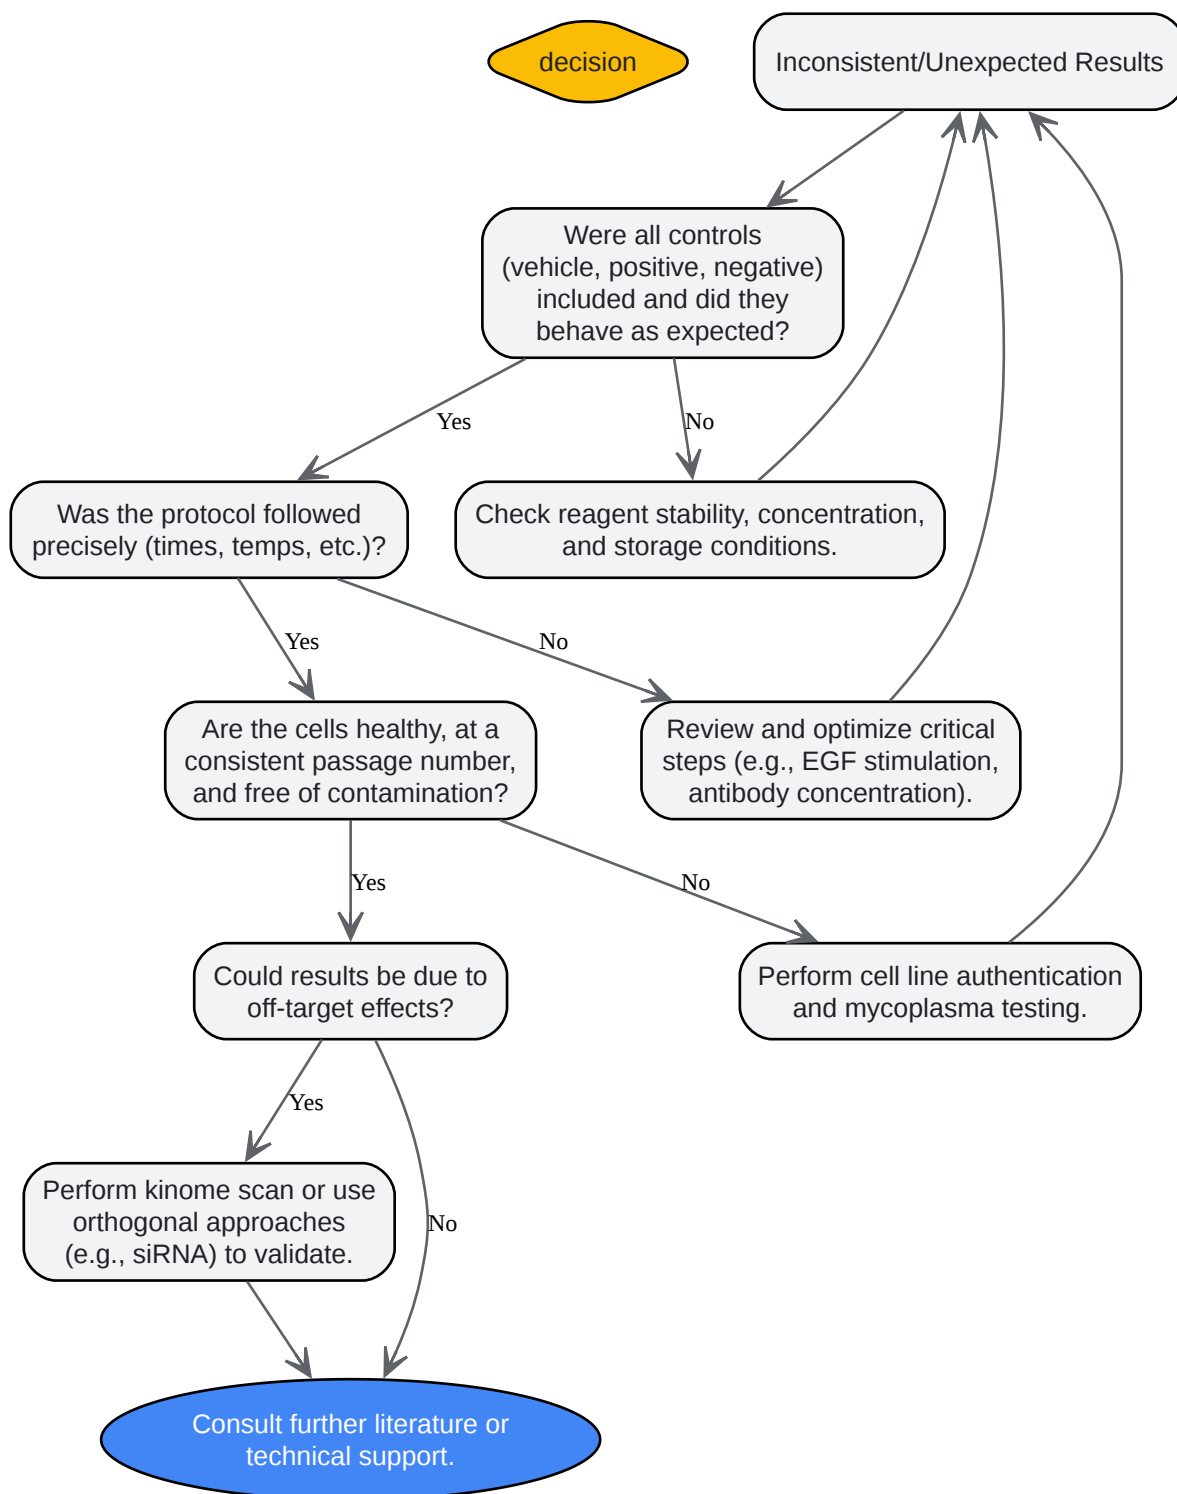 decision
Inconsistent/Unexpected Results
Were all controls
(vehicle, positive, negative)
included and did they
behave as expected?
Yes
No
Was the protocol followed
precisely (times, temps, etc.)?
Check reagent stability, concentration,
and storage conditions.
Yes
No
Are the cells healthy, at a
consistent passage number,
and free of contamination?
Review and optimize critical
steps (e.g., EGF stimulation,
antibody concentration).
Yes
No
Could results be due to
off-target effects?
Perform cell line authentication
and mycoplasma testing.
Yes
Perform kinome scan or use
orthogonal approaches
(e.g., siRNA) to validate.
No
Consult further literature or
technical support.